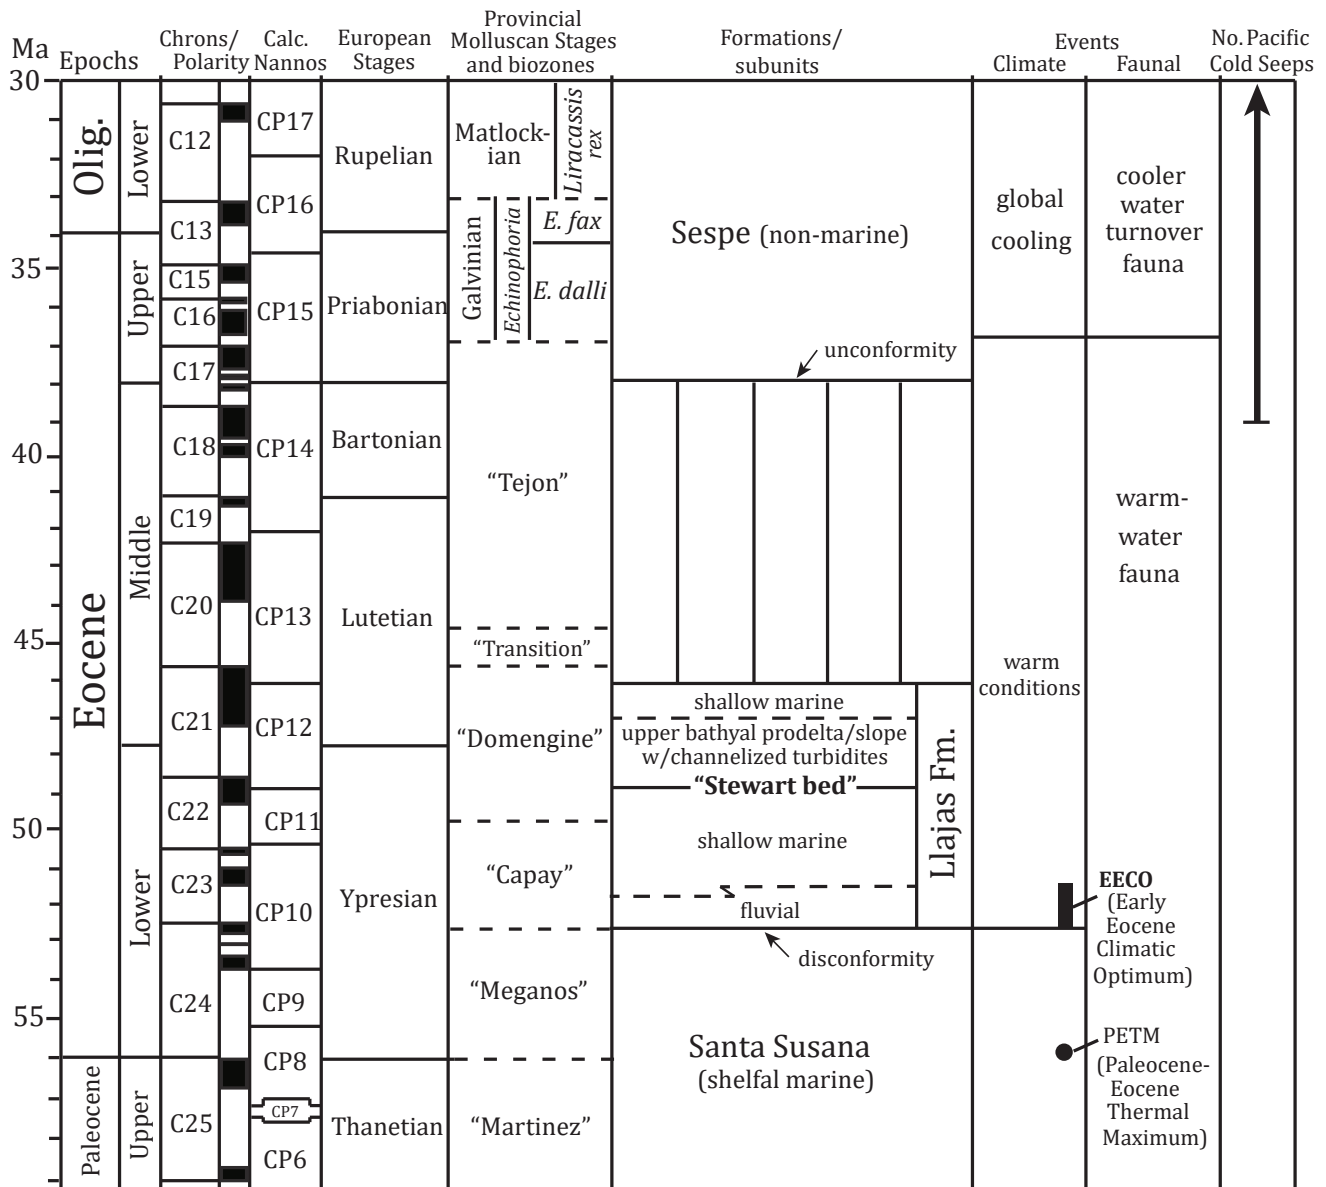 Ma
Epochs
Chrons/
Polarity
Calc.
Nannos
European
Stages
Provincial
Molluscan Stages
and biozones
Formations/
subunits
Events
Climate
Faunal
No. Pacific
Cold Seeps
30
35
40
45
50
55
Olig.
Eocene
Paleocene
Lower
Upper
Middle
Lower
Upper
C12
C13
C15
C16
C17
C18
C19
C20
C21
C22
C23
C24
C25
CP17
CP16
CP15
CP14
CP13
CP12
CP11
CP10
CP9
CP8
CP7
CP6
Rupelian
Priabonian
Bartonian
Lutetian
Ypresian
Thanetian
Matlock-
ian
Liracassis
rex
Galvinian
Echinophoria
E. fax
E. dalli
“Tejon”
“Transition”
“Domengine”
“Capay”
“Meganos”
“Martinez”
Sespe (non-marine)
unconformity
shallow marine
upper bathyal prodelta/slope
w/channelized turbidites
“Stewart bed”
shallow marine
fluvial
Llajas Fm.
disconformity
Santa Susana
(shelfal marine)
global
cooling
warm
conditions
cooler
water
turnover
fauna
warm-
water
fauna
EECO
(Early
Eocene
Climatic
Optimum)
PETM
(Paleocene-
Eocene
Thermal
Maximum)